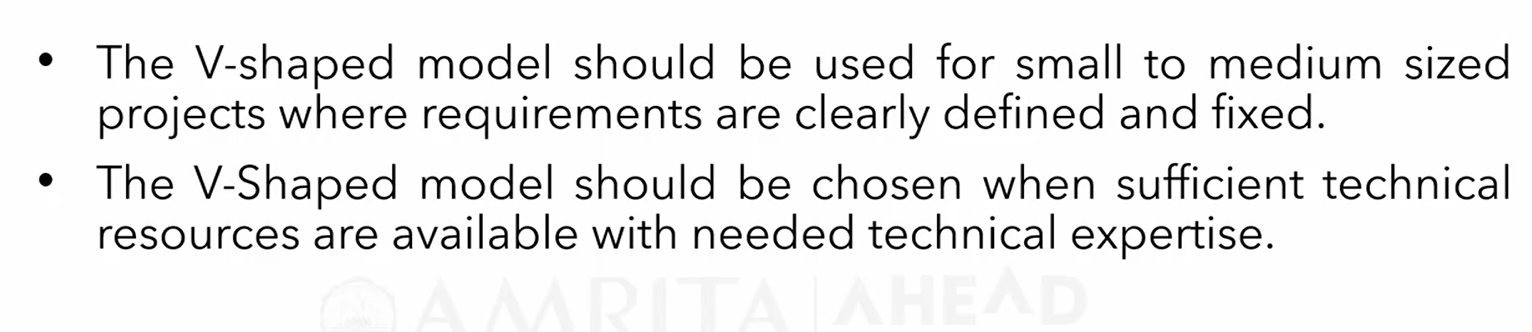 • The V-shaped model should be used for small to medium sized
projects where requirements are clearly defined and fixed.
• The V-Shaped model should be chosen when sufficient technical
resources are available with needed technical expertise.
AMRITA | AHEAD